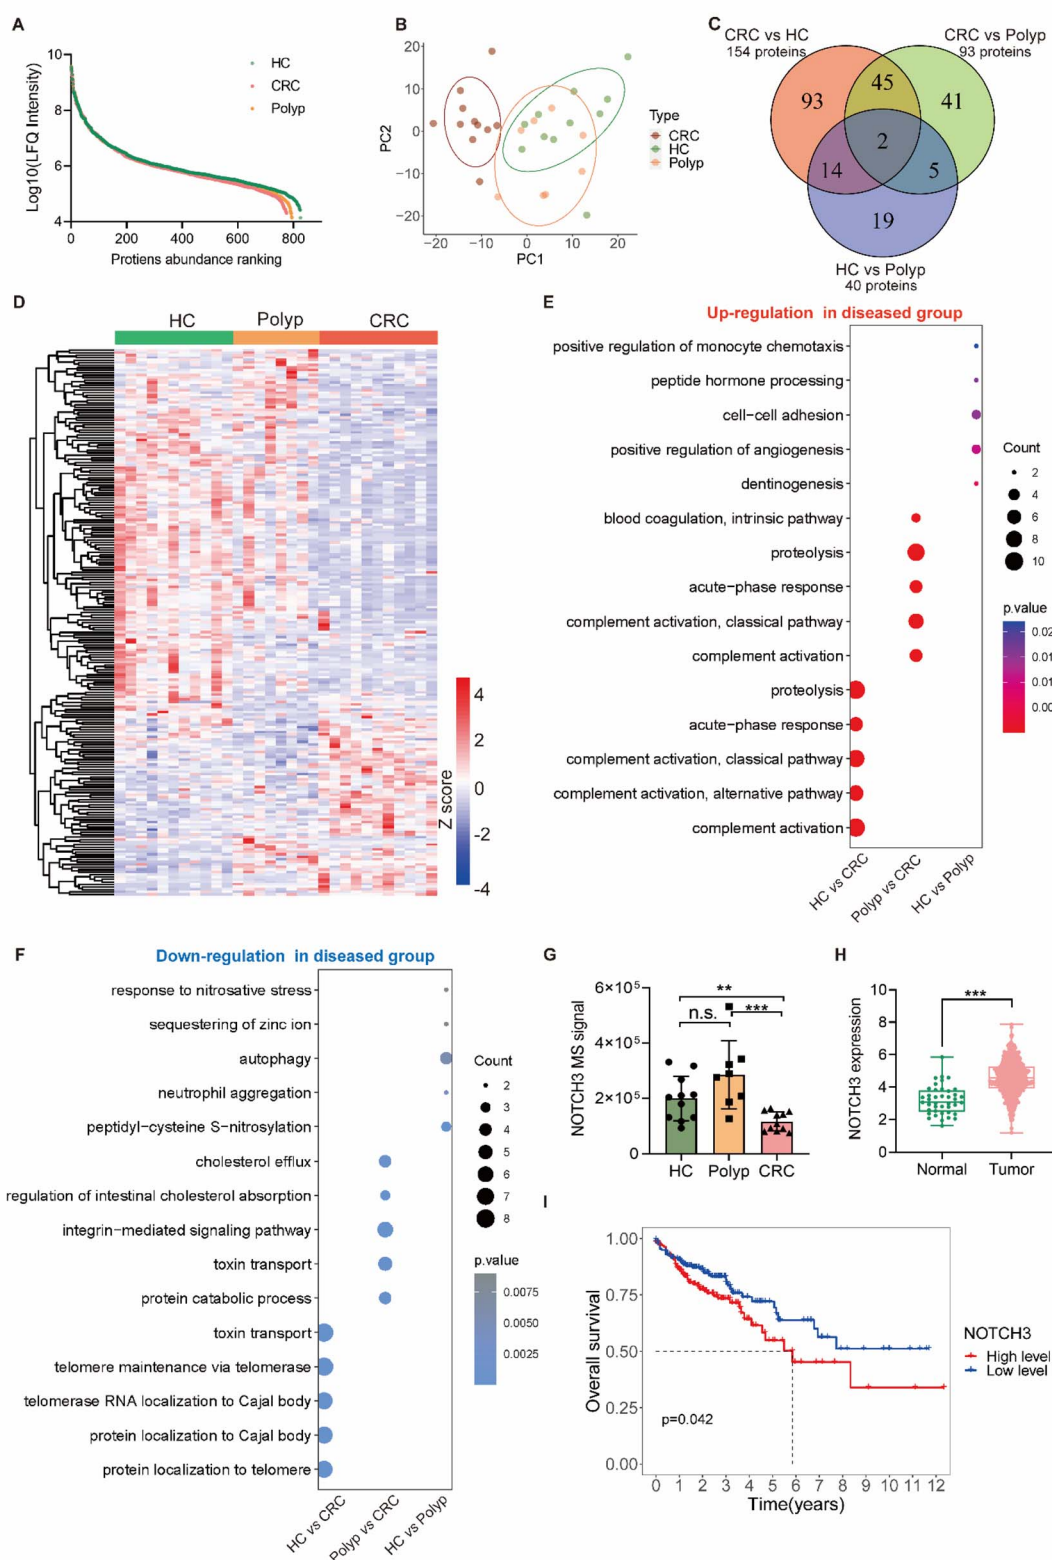 A
Log10(LFQ Intensity)
10
8
6
4
0
200
400
600
800
Protiens abundance ranking
HC
CRC
Polyp
B
PC2
20
10
0
−10
−20
−20
−10
0
10
20
PC1
Type
CRC
HC
Polyp
C
CRC vs HC
154 proteins
CRC vs Polyp
93 proteins
93
45
41
2
14
5
19
HC vs Polyp
40 proteins
D
HC
Polyp
CRC
4
2
0
-2
-4
Z score
E
Up-regulation in diseased group
positive regulation of monocyte chemotaxis
peptide hormone processing
cell−cell adhesion
positive regulation of angiogenesis
dentinogenesis
blood coagulation, intrinsic pathway
proteolysis
acute−phase response
complement activation, classical pathway
complement activation
proteolysis
acute−phase response
complement activation, classical pathway
complement activation, alternative pathway
complement activation
HC vs CRC
Polyp vs CRC
HC vs Polyp
Count
2
4
6
8
10
p.value
0.02
0.01
0.01
0.00
F
Down-regulation in diseased group
response to nitrosative stress
sequestering of zinc ion
autophagy
neutrophil aggregation
peptidyl−cysteine S−nitrosylation
cholesterol efflux
regulation of intestinal cholesterol absorption
integrin−mediated signaling pathway
toxin transport
protein catabolic process
toxin transport
telomere maintenance via telomerase
telomerase RNA localization to Cajal body
protein localization to Cajal body
protein localization to telomere
HC vs CRC
Polyp vs CRC
HC vs Polyp
Count
2
3
4
5
6
7
8
p.value
0.0075
0.0050
0.0025
G
NOTCH3 MS signal
6×10⁵
4×10⁵
2×10⁵
0
**
n.s.
***
HC
Polyp
CRC
H
NOTCH3 expression
10
8
6
4
2
0
***
Normal
Tumor
I
Overall survival
1.00
0.75
0.50
0.25
0.00
p=0.042
0 1 2 3 4 5 6 7 8 9 10 11 12
Time(years)
NOTCH3
High level
Low level